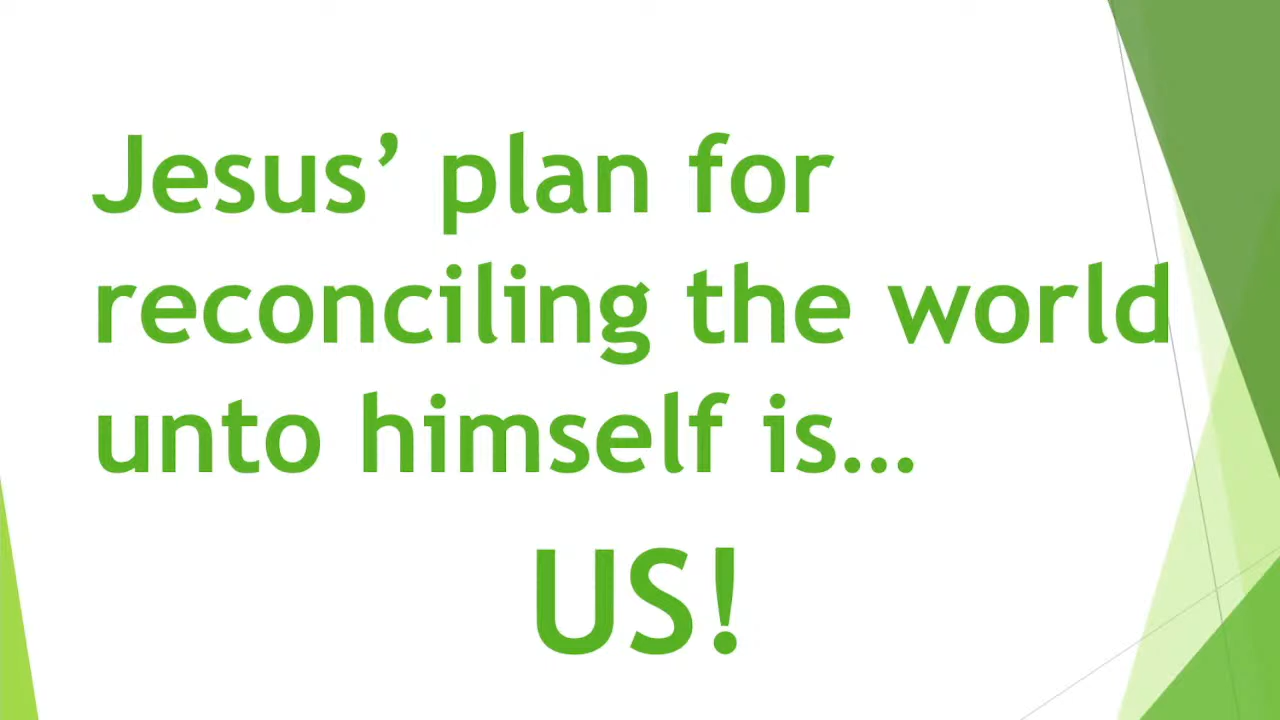 Jesus’ plan for
reconciling the world
unto himself is…
US!